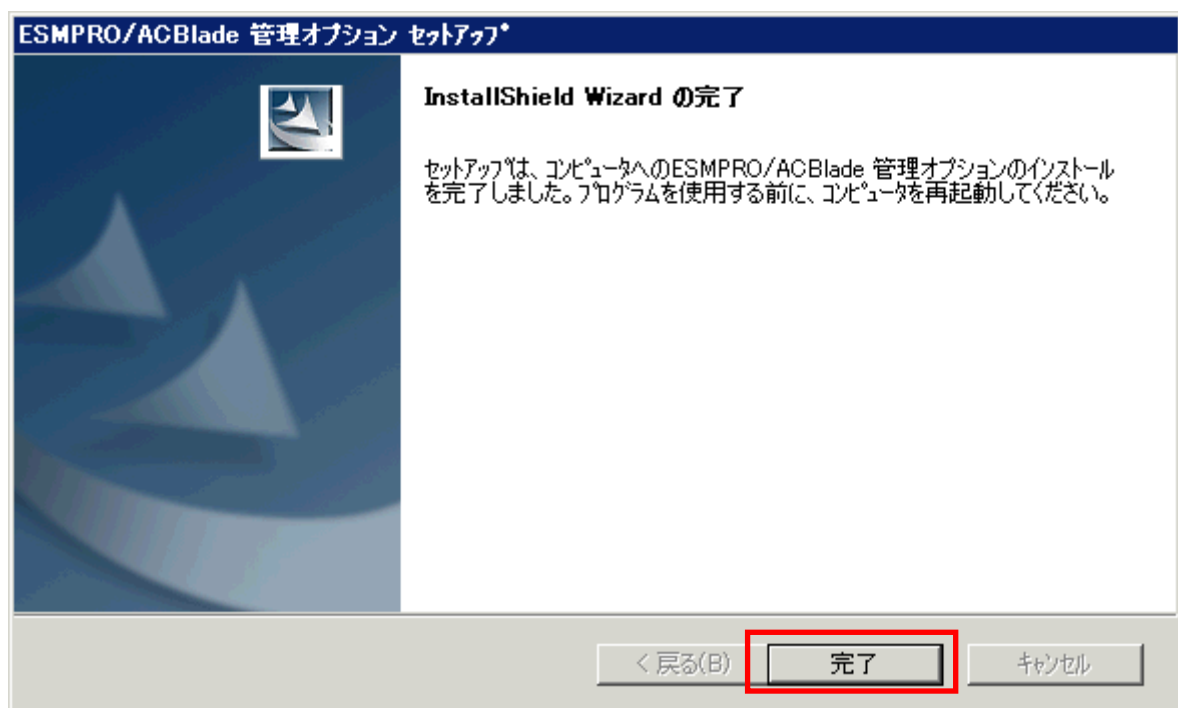 ESMPRO/ACBlade 管理オプション セットアップ
InstallShield Wizard の完了
セットアップは、コンピュータへのESMPRO/ACBlade 管理オプションのインストール
を完了しました。プログラムを使用する前に、コンピュータを再起動してください。
< 戻る(B)
完了
キャンセル